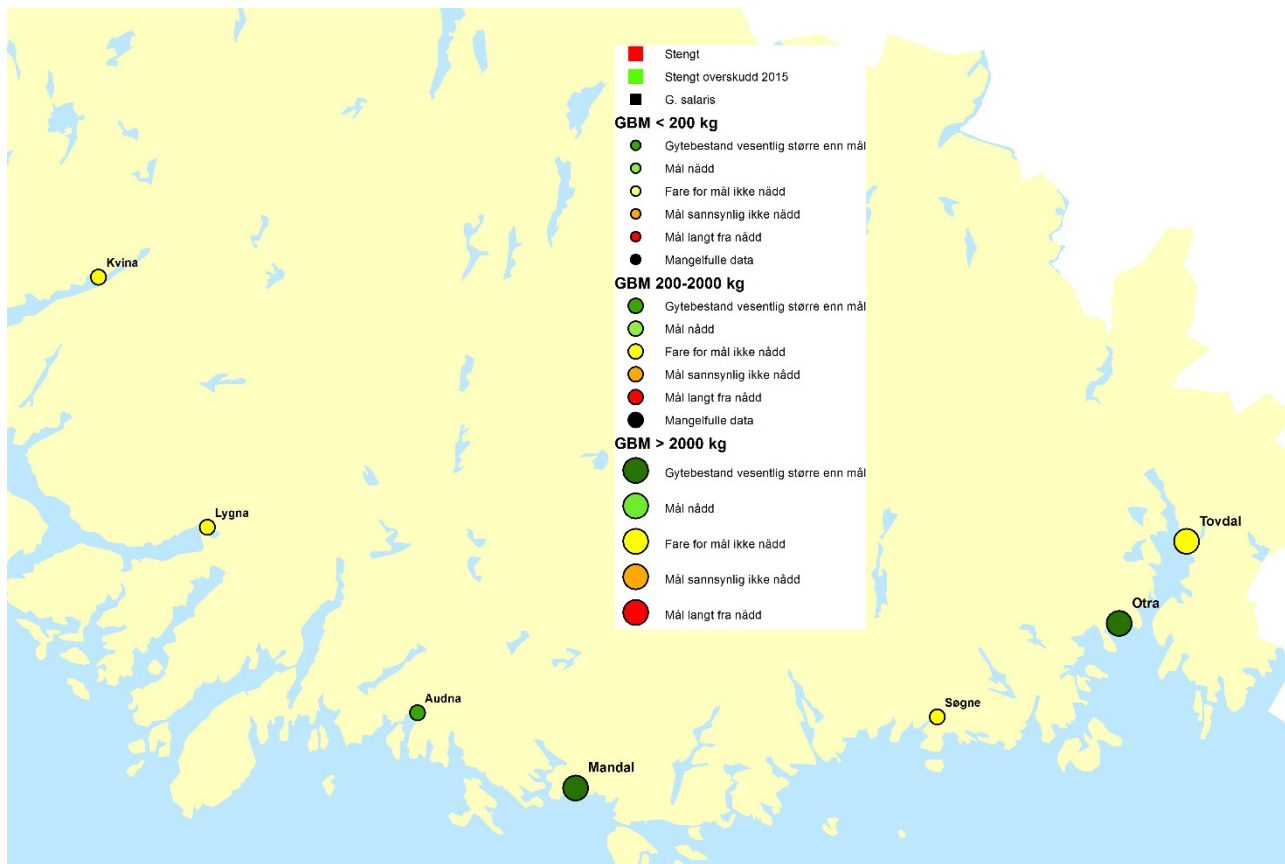 Stengt
Stengt overskudd 2015
G. salaris
GBM < 200 kg
Gytebestand vesentlig større enn mål
Mål nädd
Fare for mål ikke nädd
Mål sannsynlig ikke nädd
Mål langt fra nådd
Mangelfulle data
GBM 200-2000 kg
Gytebestand vesentlig større enn mål
Mål nådd
Fare for mål ikke nådd
Mål sannsynlig ikke nådd
Mål langt fra nådd
Mangelfulle data
GBM > 2000 kg
Gytebestand vesentlig større enn mål
Mål nådd
Fare for mål ikke nådd
Mål sannsynlig ikke nådd
Mål langt fra nådd
Kvina
Lygna
Tovdal
Otra
Audna
Søgne
Mandal